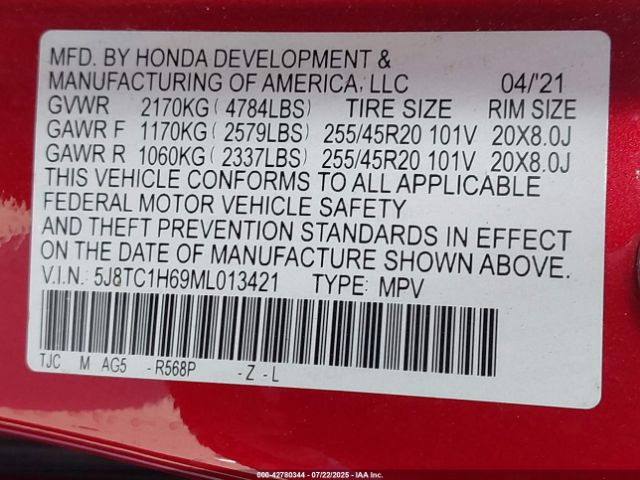 MFD. BY HONDA DEVELOPMENT &
MANUFACTURING OF AMERICA, LLC 04/'21
GVWR 2170KG ( 4784LBS) TIRE SIZE RIM SIZE
GAWR F 1170KG ( 2579LBS) 255/45R20 101V 20X8.0J
GAWR R 1060KG ( 2337LBS) 255/45R20 101V 20X8.0J
THIS VEHICLE CONFORMS TO ALL APPLICABLE
FEDERAL MOTOR VEHICLE SAFETY
AND THEFT PREVENTION STANDARDS IN EFFECT
ON THE DATE OF MANUFACTURE SHOWN ABOVE.
V.I.N.: 5J8TC1H69ML013421 TYPE: MPV
TJC M AG5 - R568P - Z - L
000-42780344 - 07/22/2025 - IAAI.com